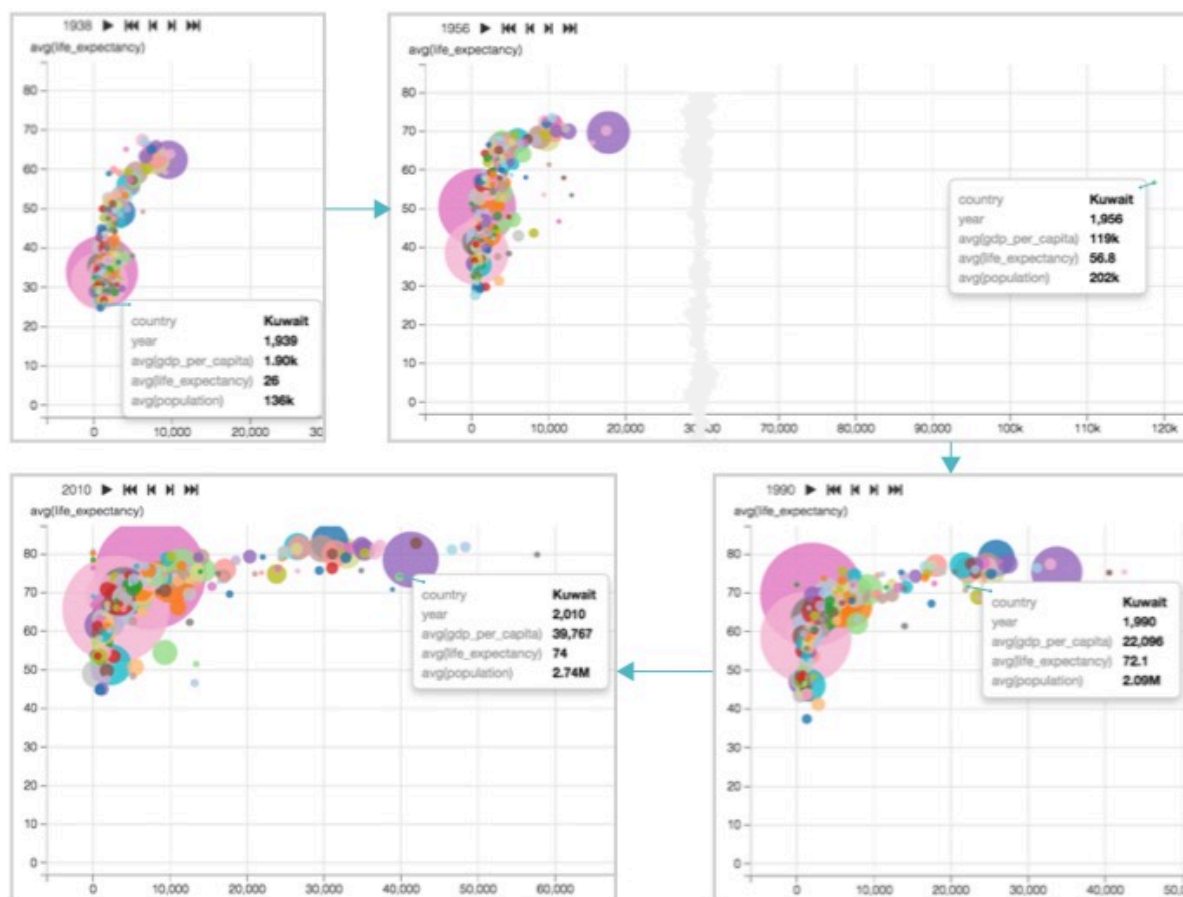 1938
avg(life_expectancy)
80
70
60
50
40
30
20
10
0
0 10,000 20,000
country Kuwait
year 1,939
avg(gdp_per_capita) 1.90k
avg(life_expectancy) 26
avg(population) 136k
1956
avg(life_expectancy)
80
70
60
50
40
30
20
10
0
0 10,000 20,000 70,000 80,000 90,000 100k 110k 120k
country Kuwait
year 1,956
avg(gdp_per_capita) 119k
avg(life_expectancy) 56.8
avg(population) 202k
2010
avg(life_expectancy)
80
70
60
50
40
30
20
10
0
0 10,000 20,000 30,000 40,000 50,000 60,000
country Kuwait
year 2,010
avg(gdp_per_capita) 39,767
avg(life_expectancy) 74
avg(population) 2.74M
1990
avg(life_expectancy)
80
70
60
50
40
30
20
10
0
0 10,000 20,000 30,000 40,000
country Kuwait
year 1,990
avg(gdp_per_capita) 22,096
avg(life_expectancy) 72.1
avg(population) 2.09M